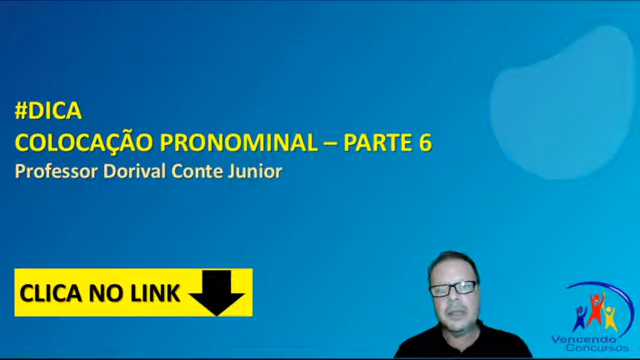 #DICA
COLOCAÇÃO PRONOMINAL – PARTE 6
Professor Dorival Conte Junior
CLICA NO LINK
Vencendo
Concursos